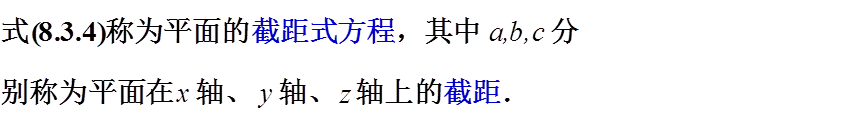 式(8.3.4)称为平面的截距式方程，其中 a,b,c 分
别称为平面在x 轴、 y 轴、z 轴上的截距．